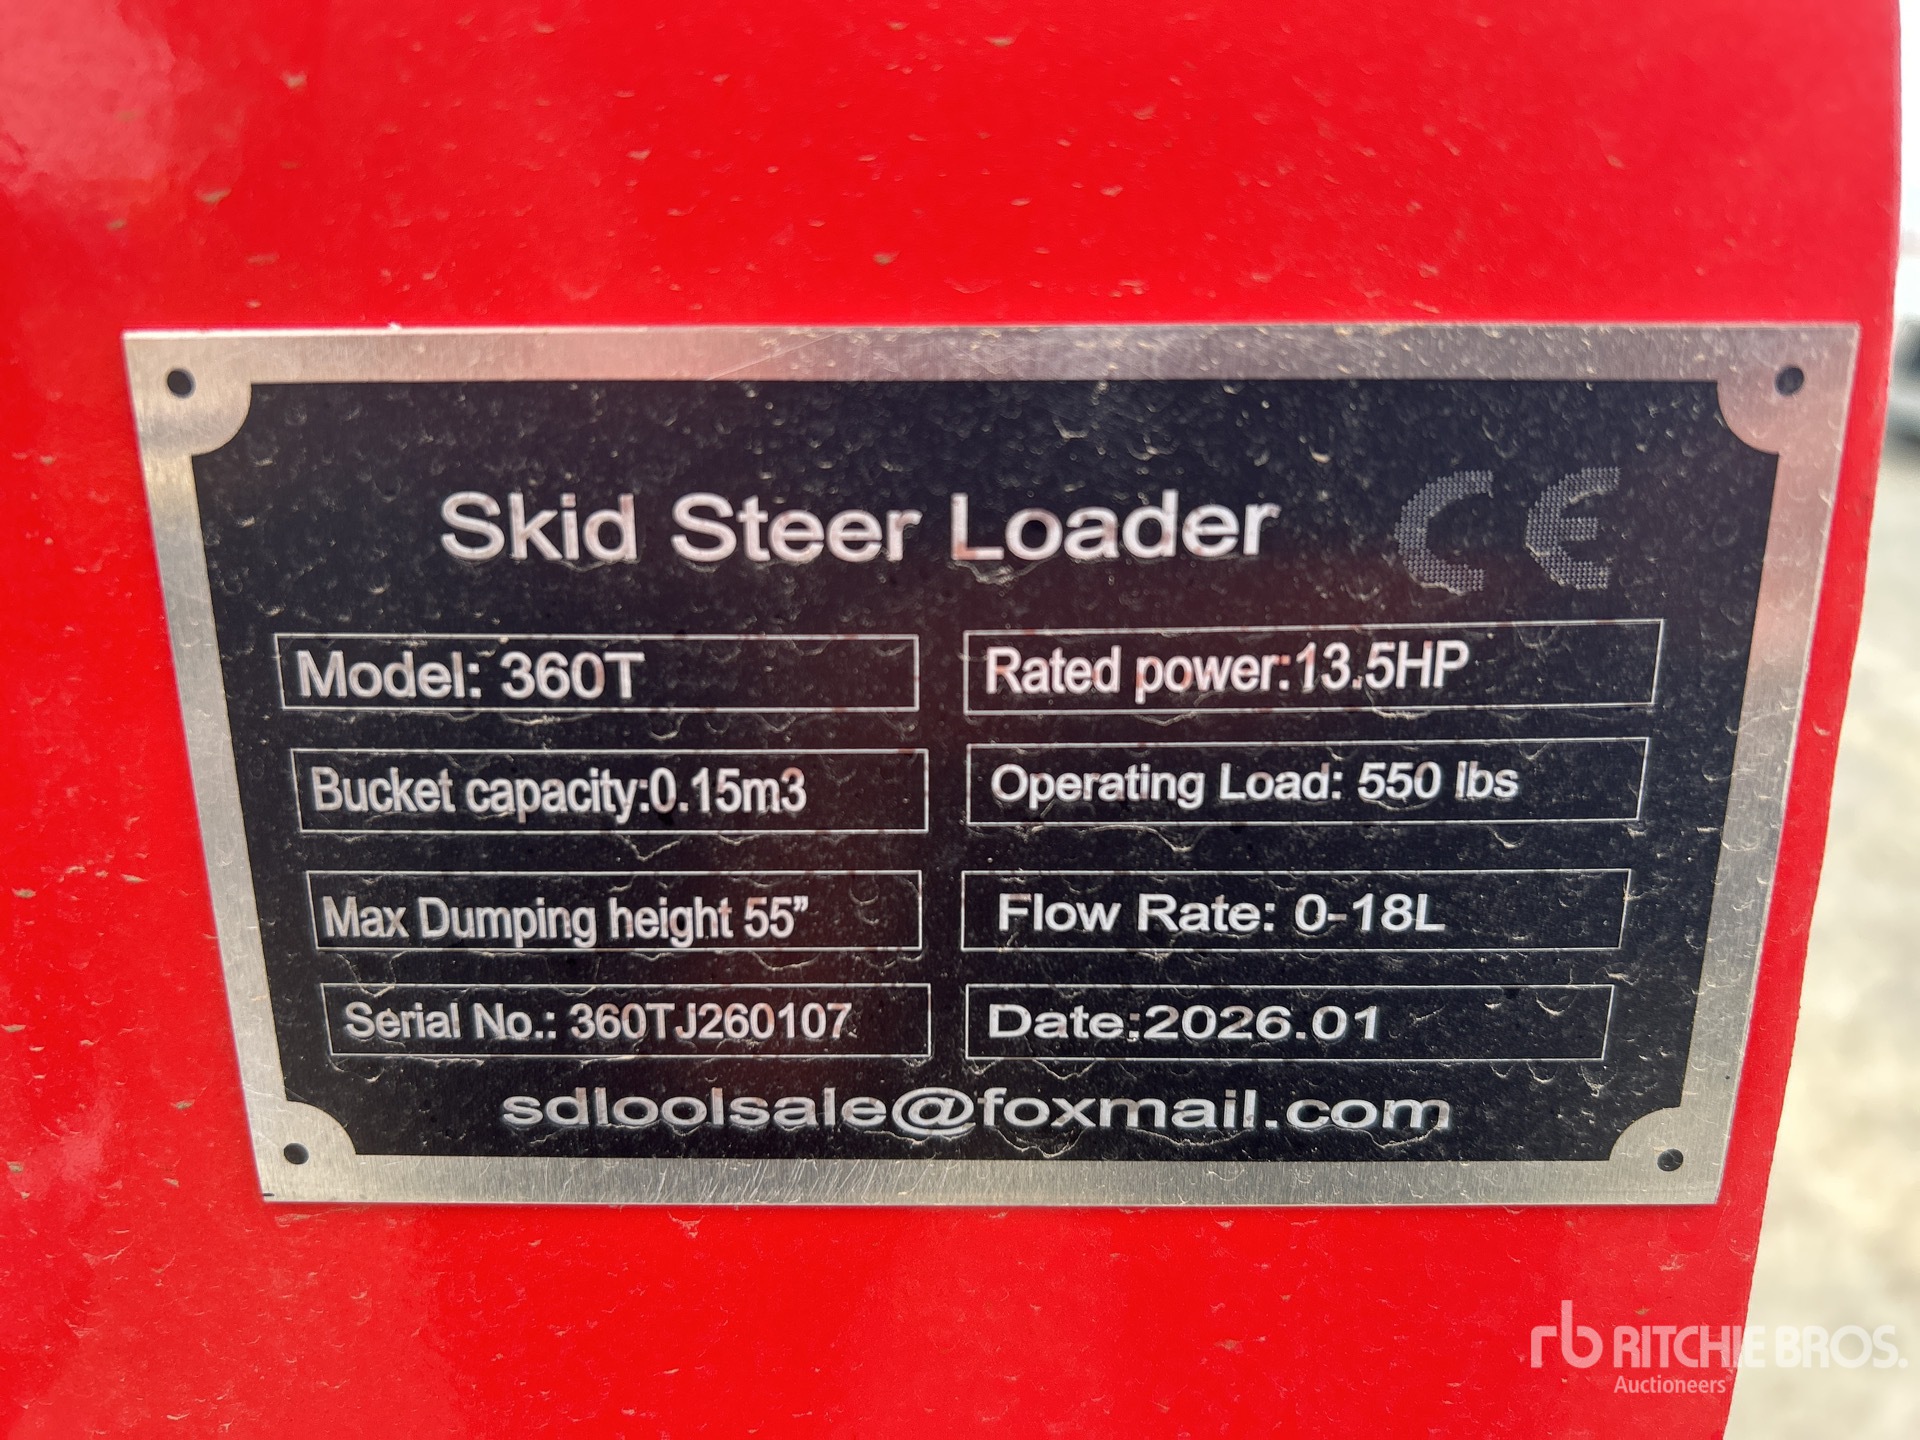 Skid Steer Loader CE
Model: 360T
Rated power:13.5HP
Bucket capacity:0.15m3
Operating Load: 550 lbs
Max Dumping height 55”
Flow Rate: 0-18L
Serial No.: 360TJ260107
Date:2026.01
sdloolsale@foxmail.com
rb RITCHIE BROS.
Auctioneers